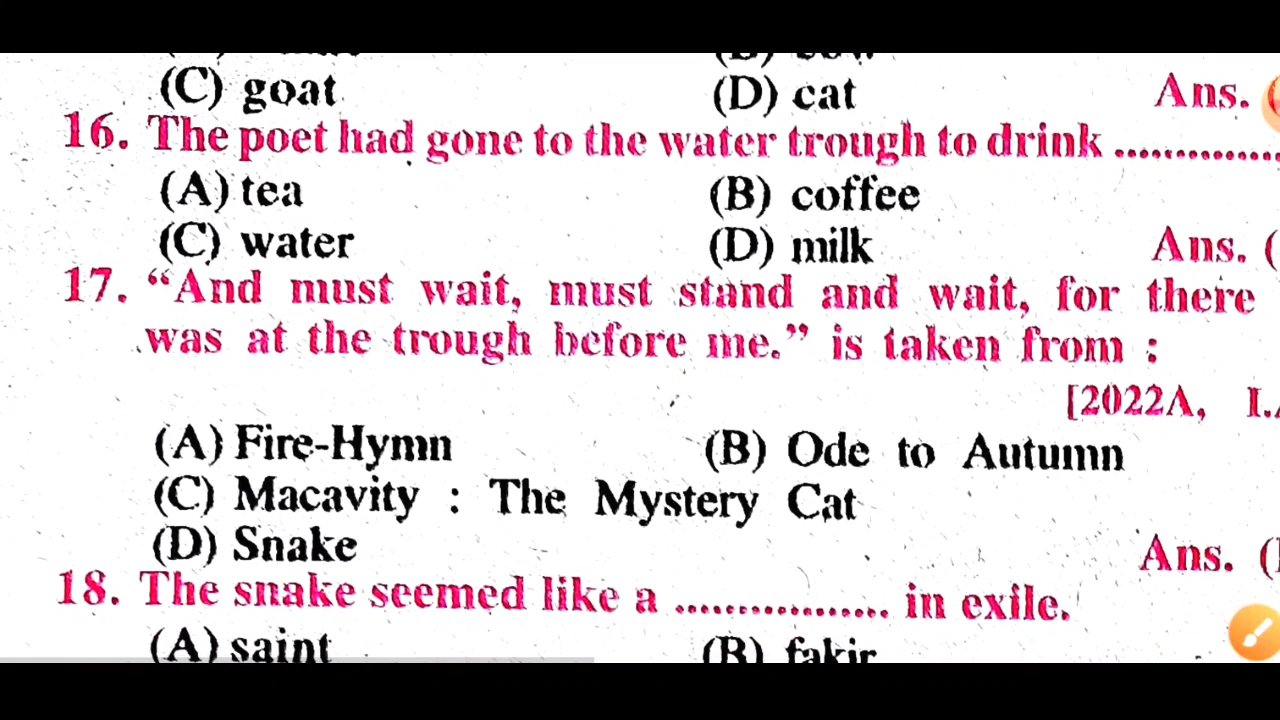 (C) goat (D) cat Ans.
16. The poet had gone to the water trough to drink ................
(A) tea (B) coffee
(C) water (D) milk Ans. (
17. “And must wait, must stand and wait, for there
was at the trough before me.” is taken from :
[2022A, I.
(A) Fire-Hymn (B) Ode to Autumn
(C) Macavity : The Mystery Cat
(D) Snake Ans. (
18. The snake seemed like a ................. in exile.
(A) saint (B) fakir